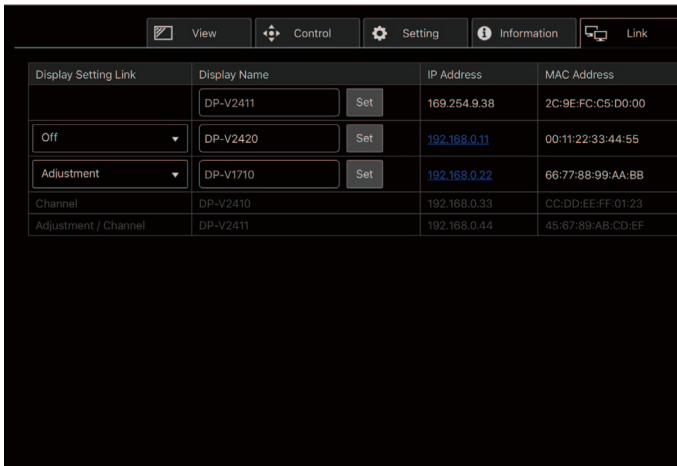 View Control Setting Information Link
Display Setting Link Display Name IP Address MAC Address
DP-V2411 Set 169.254.9.38 2C:9E:FC:C5:D0:00
Off DP-V2420 Set 192.168.0.11 00:11:22:33:44:55
Adjustment DP-V1710 Set 192.168.0.22 66:77:88:99:AA:BB
Channel DP-V2410 192.168.0.33 CC:DD:EE:FF:01:23
Adjustment / Channel DP-V2411 192.168.0.44 45:67:89:AB:CD:EF